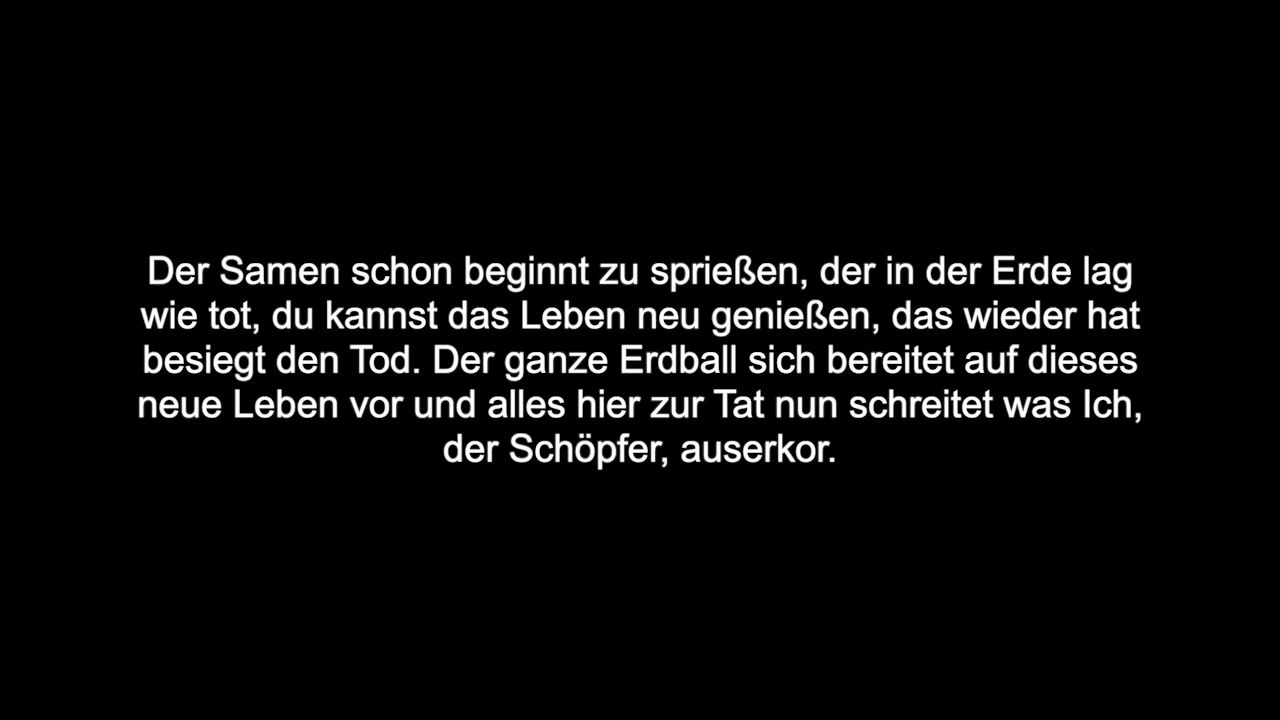 Der Samen schon beginnt zu sprießen, der in der Erde lag
wie tot, du kannst das Leben neu genießen, das wieder hat
besiegt den Tod. Der ganze Erdball sich bereitet auf dieses
neue Leben vor und alles hier zur Tat nun schreitet was Ich,
der Schöpfer, auserkor.